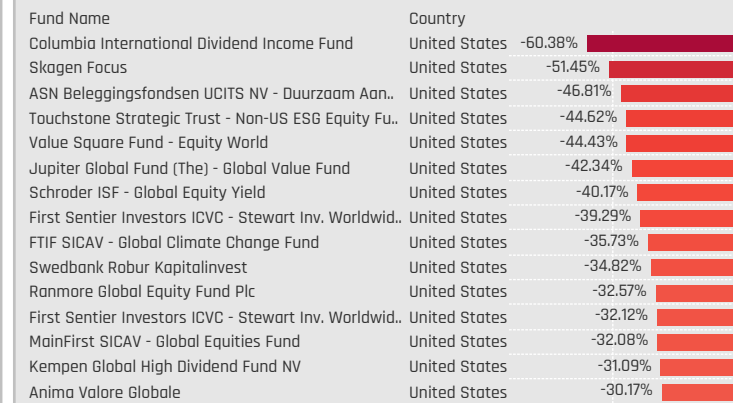 Fund Name Country
Columbia International Dividend Income Fund United States -60.38%
Skagen Focus United States -51.45%
ASN Beleggingsfondsen UCITS NV - Duurzaam Aan.. United States -46.81%
Touchstone Strategic Trust - Non-US ESG Equity Fu.. United States -44.62%
Value Square Fund - Equity World United States -44.43%
Jupiter Global Fund (The) - Global Value Fund United States -42.34%
Schroder ISF - Global Equity Yield United States -40.17%
First Sentier Investors ICVC - Stewart Inv. Worldwid.. United States -39.29%
FTIF SICAV - Global Climate Change Fund United States -35.73%
Swedbank Robur Kapitalinvest United States -34.82%
Ranmore Global Equity Fund Plc United States -32.57%
First Sentier Investors ICVC - Stewart Inv. Worldwid.. United States -32.12%
MainFirst SICAV - Global Equities Fund United States -32.08%
Kempen Global High Dividend Fund NV United States -31.09%
Anima Valore Globale United States -30.17%